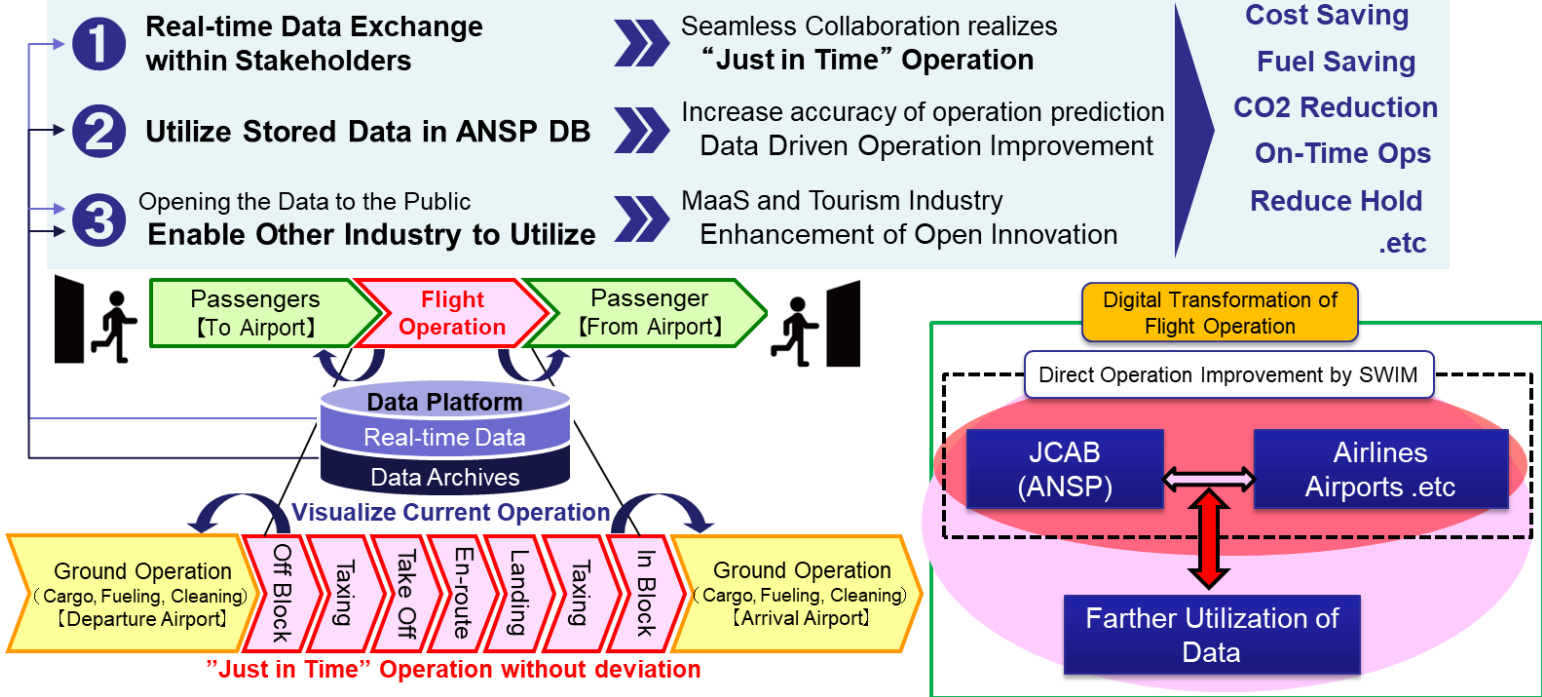 1
Real-time Data Exchange
within Stakeholders
Seamless Collaboration realizes
“Just in Time” Operation
2
Utilize Stored Data in ANSP DB
Increase accuracy of operation prediction
Data Driven Operation Improvement
3
Opening the Data to the Public
Enable Other Industry to Utilize
MaaS and Tourism Industry
Enhancement of Open Innovation
Cost Saving
Fuel Saving
CO2 Reduction
On-Time Ops
Reduce Hold
.etc
Passengers
【To Airport】
Flight
Operation
Passenger
【From Airport】
Data Platform
Real-time Data
Data Archives
Visualize Current Operation
Ground Operation
（Cargo, Fueling, Cleaning)
【Departure Airport】
Off Block
Taxing
Take Off
En-route
Landing
Taxing
In Block
Ground Operation
(Cargo, Fueling, Cleaning)
【Arrival Airport】
”Just in Time” Operation without deviation
Digital Transformation of
Flight Operation
Direct Operation Improvement by SWIM
JCAB
(ANSP)
Airlines
Airports .etc
Farther Utilization of
Data